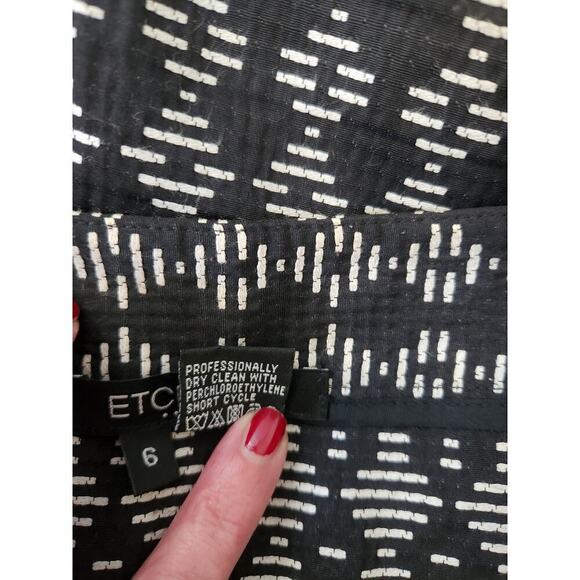 PROFESSIONALLY
DRY CLEAN WITH
PERCHLOROETHYLENE
SHORT CYCLE
ETC
6